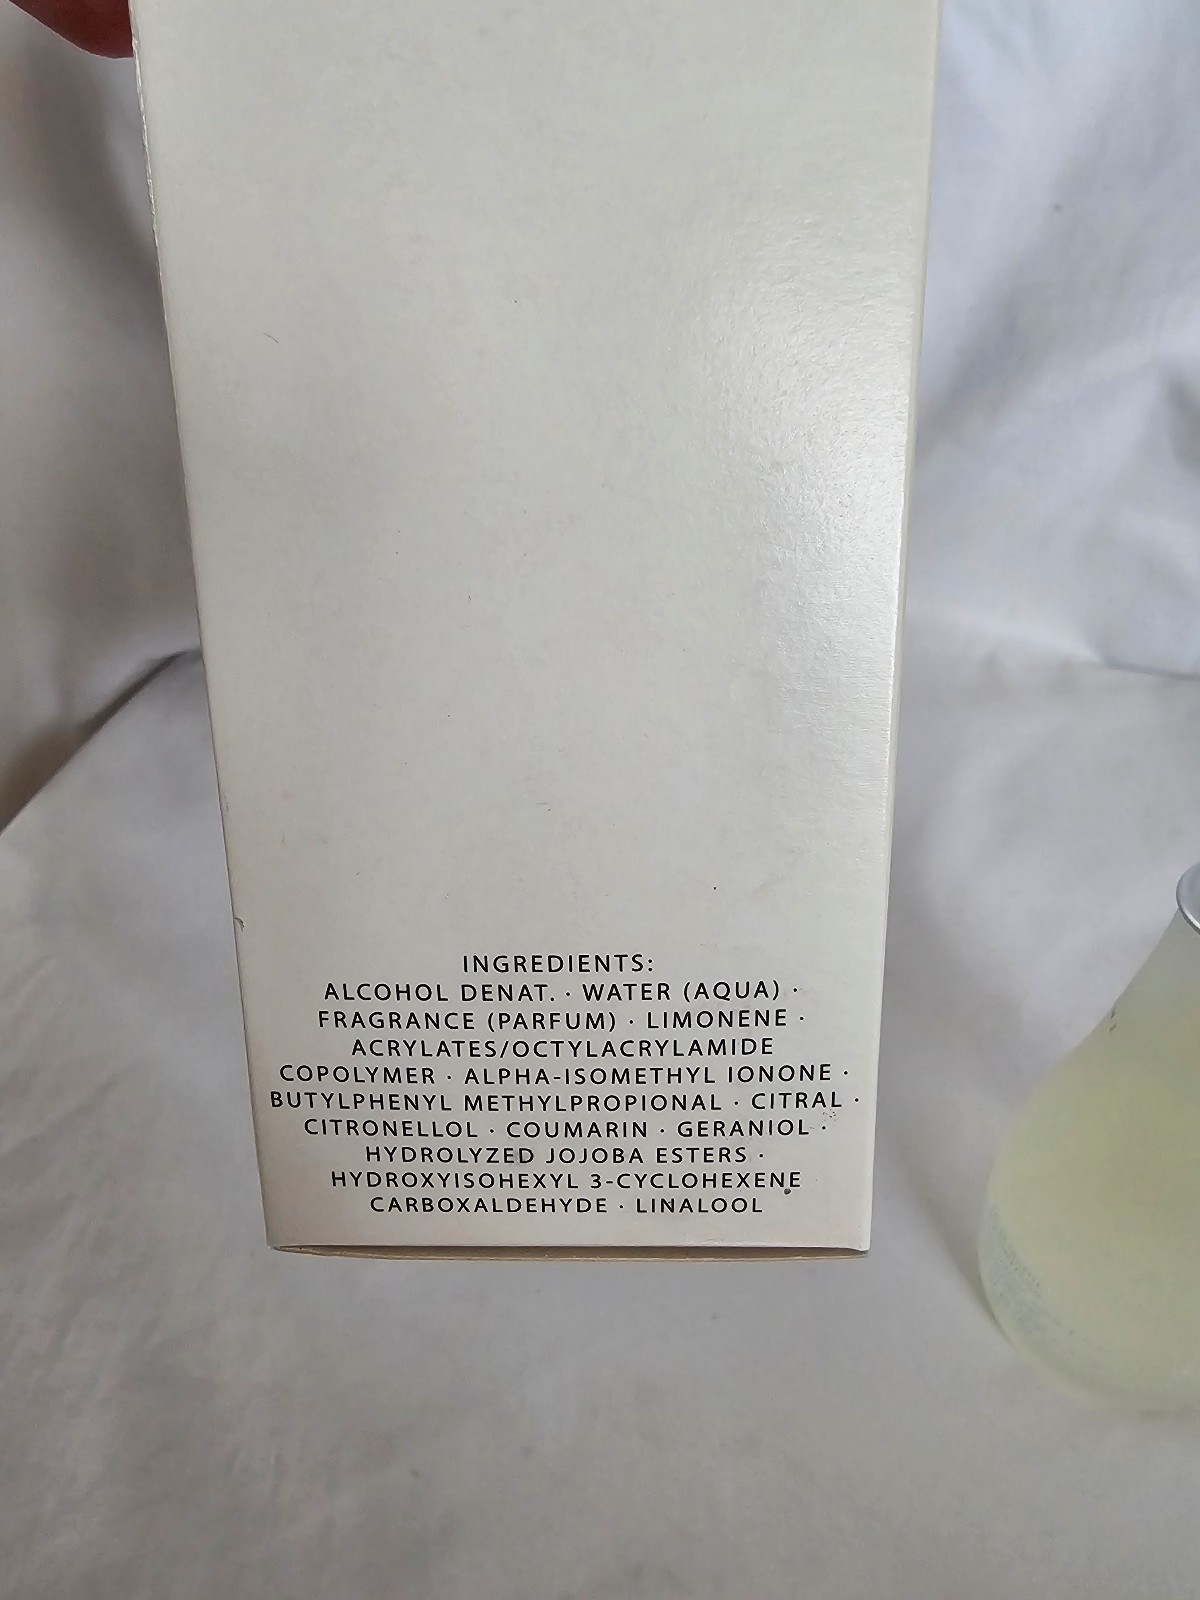 INGREDIENTS:
ALCOHOL DENAT. · WATER (AQUA) ·
FRAGRANCE (PARFUM) · LIMONENE ·
ACRYLATES/OCTYLACRYLAMIDE
COPOLYMER · ALPHA-ISOMETHYL IONONE ·
BUTYLPHENYL METHYLPROPIONAL · CITRAL ·
CITRONELLOL · COUMARIN · GERANIOL ·
HYDROLYZED JOJOBA ESTERS ·
HYDROXYISOHEXYL 3-CYCLOHEXENE
CARBOXALDEHYDE · LINALOOL